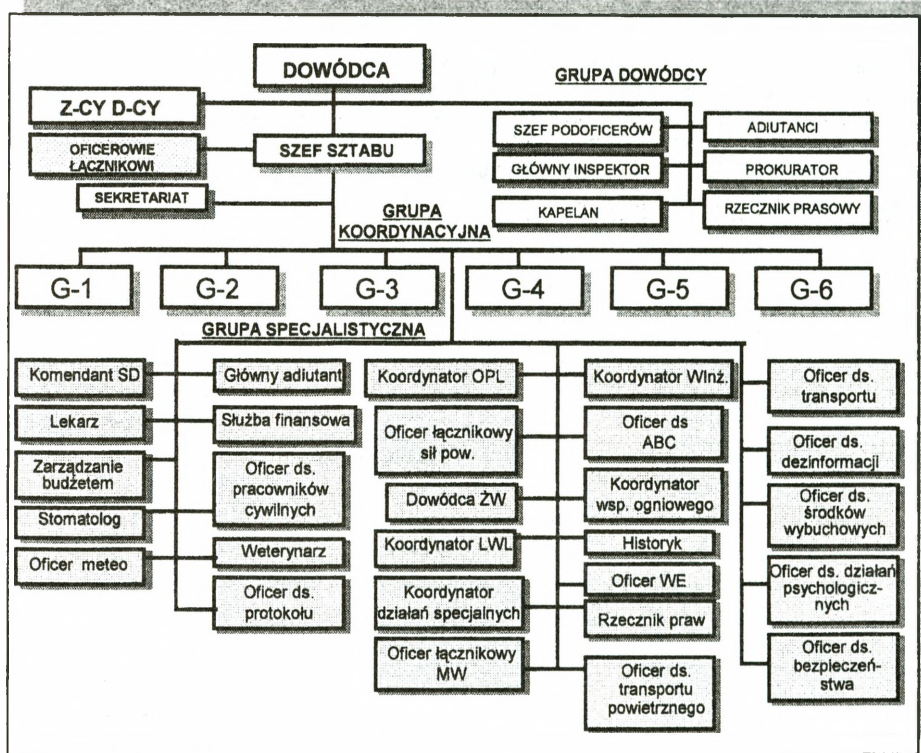 DOWÓDCA
GRUPA DOWÓDCY
Z-CY D-CY
OFICEROWIE
ŁĄCZNIKOWI
SZEF SZTABU
SEKRETARIAT
SZEF PODOFICERÓW
ADIUTANCI
GŁÓWNY INSPEKTOR
PROKURATOR
KAPELAN
RZECZNIK PRASOWY
GRUPA
KOORDYNACYJNA
G-1
G-2
G-3
G-4
G-5
G-6
GRUPA SPECJALISTYCZNA
Komendant SD
Główny adiutant
Lekarz
Służba finansowa
Zarządzanie
budżetem
Oficer ds.
pracowników
cywilnych
Stomatolog
Oficer meteo
Weterynarz
Oficer ds.
protokołu
Koordynator OPL
Koordynator WInż.
Oficer łącznikowy
sił pow.
Oficer ds
ABC
Dowódca ŻW
Koordynator
wsp. ogniowego
Koordynator LWL
Historyk
Oficer WE
Koordynator
działań specjalnych
Rzecznik praw
Oficer łącznikowy
MW
Oficer ds.
transportu
powietrznego
Oficer ds.
transportu
Oficer ds.
dezinformacji
Oficer ds.
środków
wybuchowych
Oficer ds. działań
psychologicz-
nych
Oficer ds.
bezpieczeń-
stwa